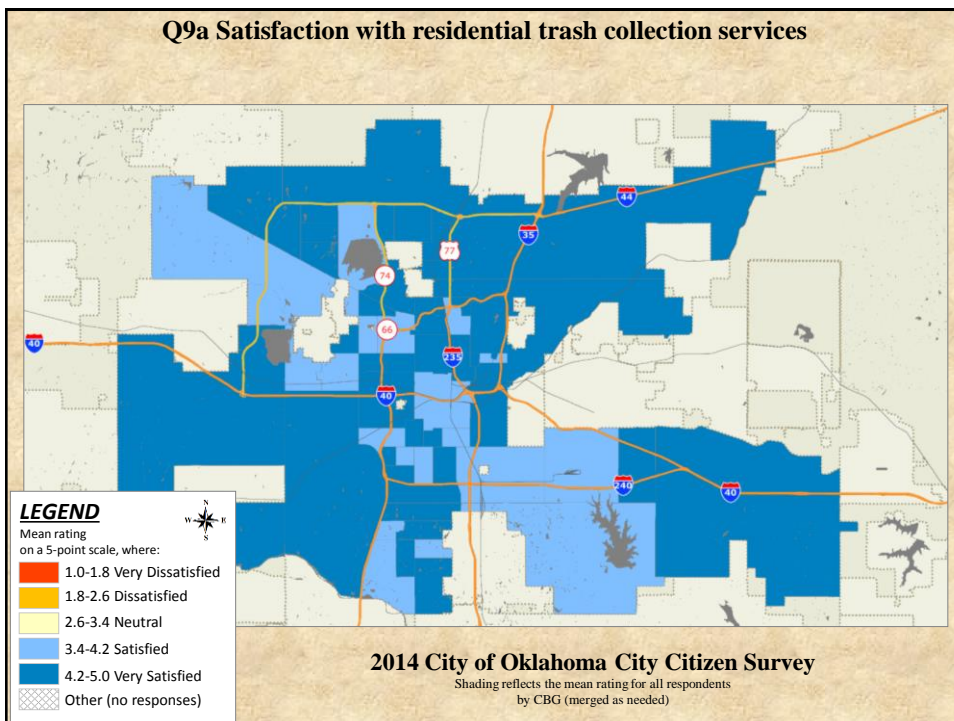 Q9a Satisfaction with residential trash collection services
44
35
77
74
66
40
235
40
240
40
LEGEND
N
W E
S
Mean rating
on a 5-point scale, where:
1.0-1.8 Very Dissatisfied
1.8-2.6 Dissatisfied
2.6-3.4 Neutral
3.4-4.2 Satisfied
4.2-5.0 Very Satisfied
Other (no responses)
2014 City of Oklahoma City Citizen Survey
Shading reflects the mean rating for all respondents
by CBG (merged as needed)